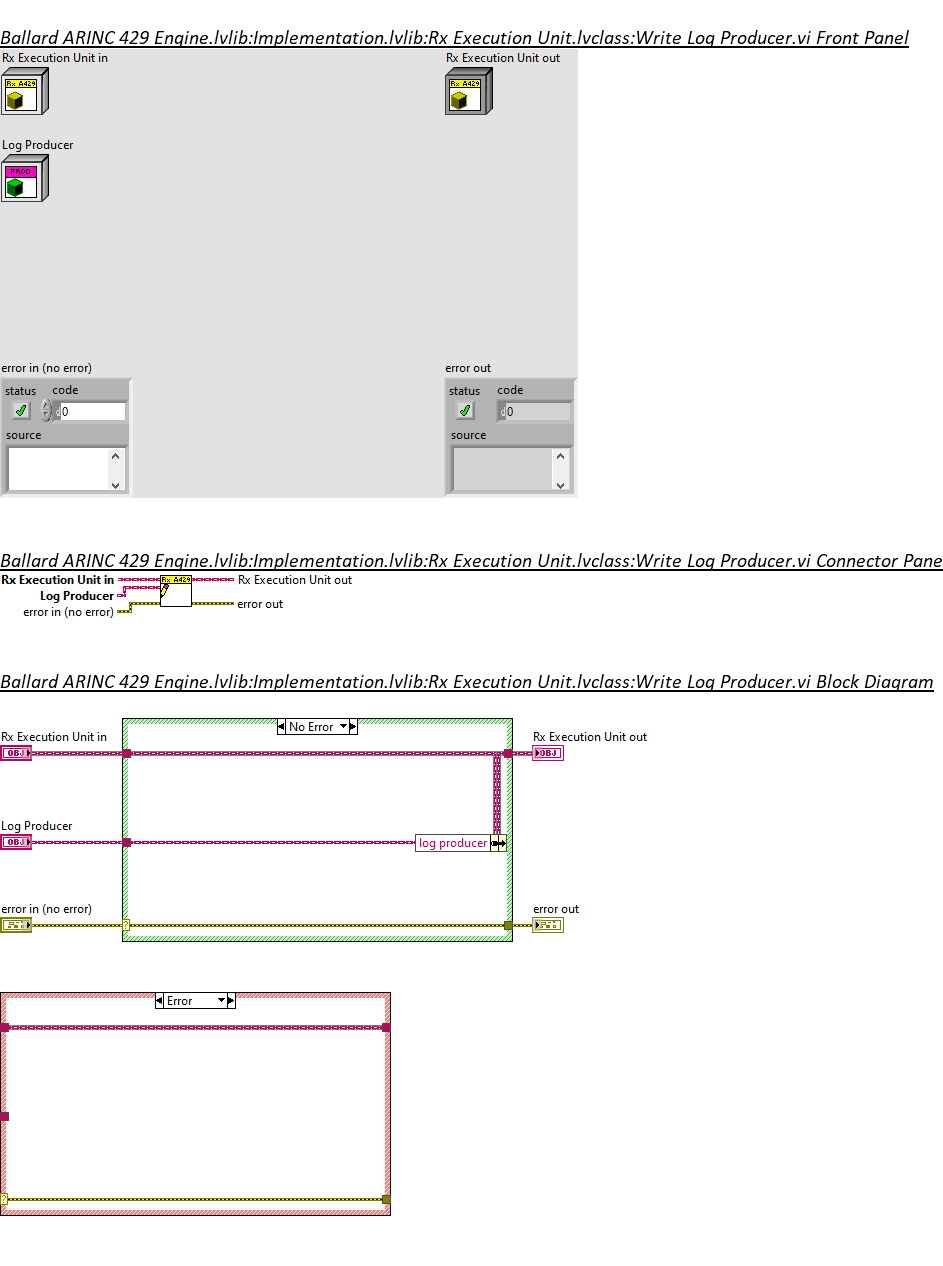 Ballard ARINC 429 Engine.lvlib:Implementation.lvlib:Rx Execution Unit.lvclass:Write Log Producer.vi Front Panel
Rx Execution Unit in
Rx Execution Unit out
Rx A429
Rx A429
Log Producer
PROD
error in (no error)
error out
status code
status code
d 0
d 0
source
source
Ballard ARINC 429 Engine.lvlib:Implementation.lvlib:Rx Execution Unit.lvclass:Write Log Producer.vi Connector Pane
Rx Execution Unit in Rx A429 Rx Execution Unit out
Log Producer
error in (no error) error out
Ballard ARINC 429 Engine.lvlib:Implementation.lvlib:Rx Execution Unit.lvclass:Write Log Producer.vi Block Diagram
No Error
Rx Execution Unit in
Rx Execution Unit out
OBJ
OBJ
Log Producer
OBJ
log producer
error in (no error)
error out
?
Error
?